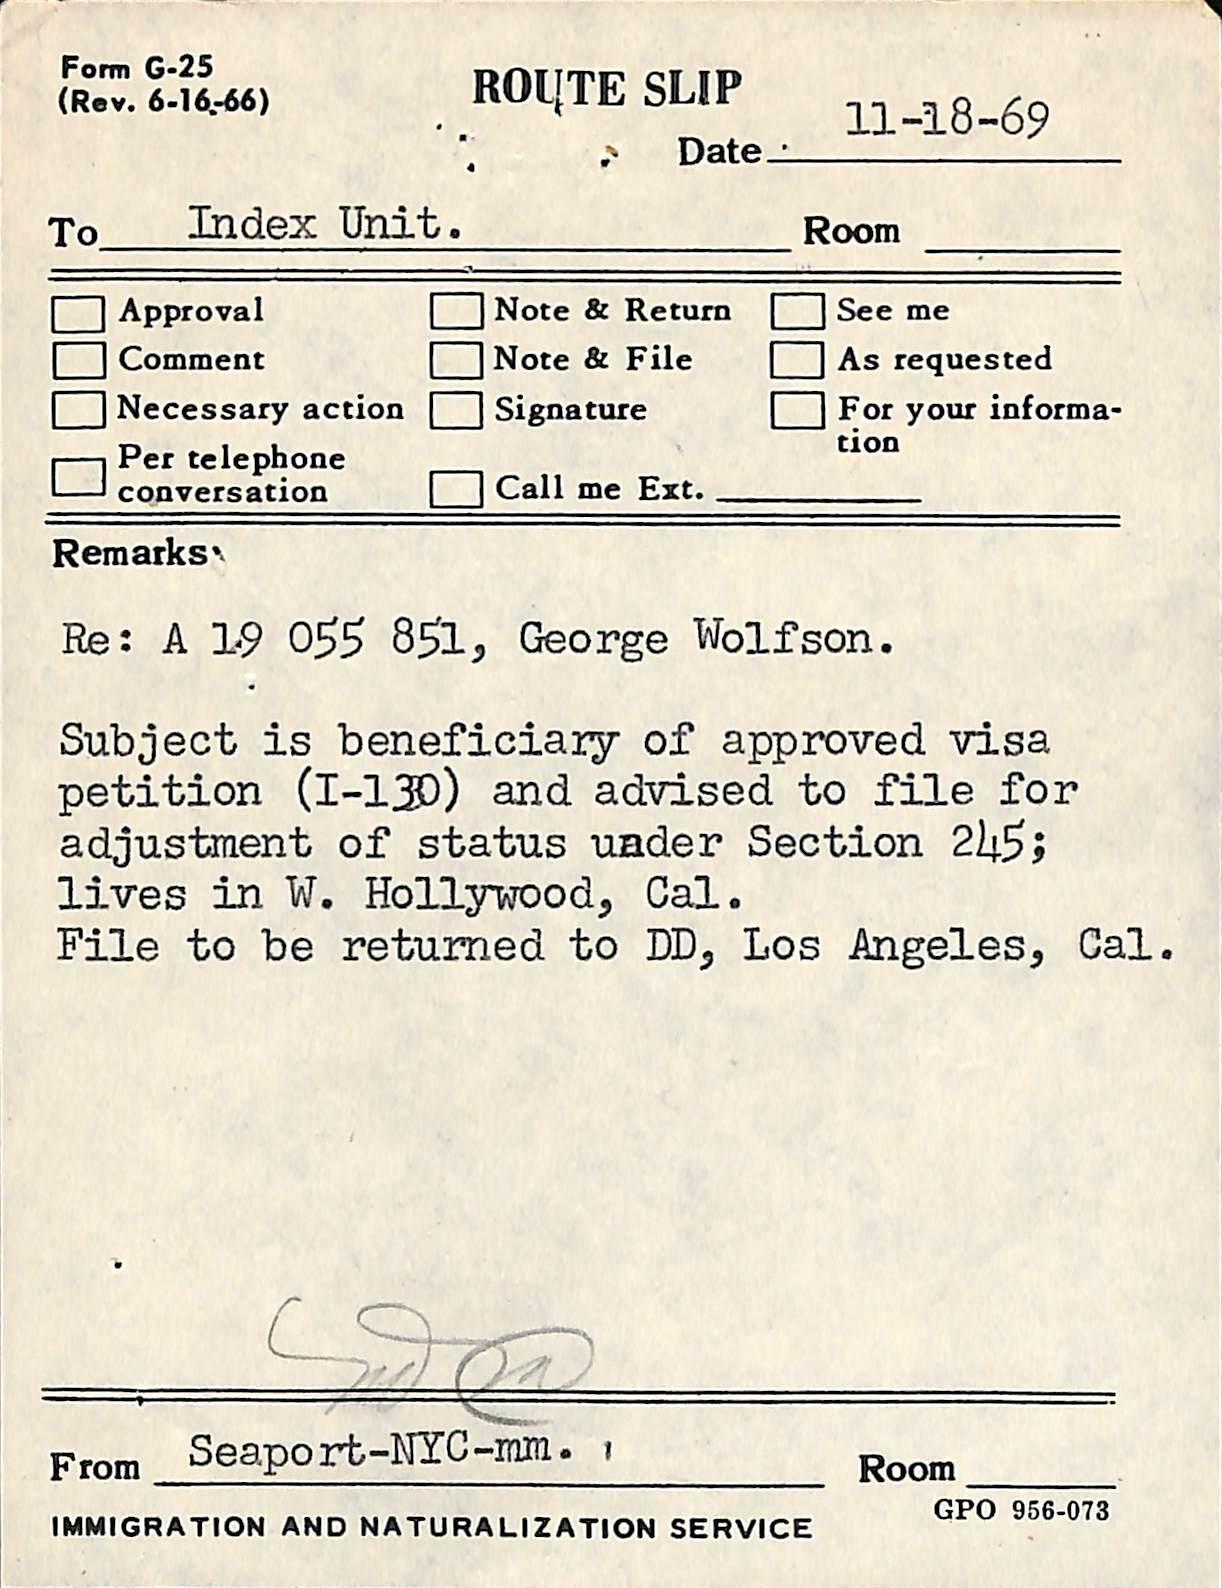 Form G-25
(Rev. 6-16-66)
ROUTE SLIP
11-18-69
Date
To Index Unit. Room
Approval Note & Return See me
Comment Note & File As requested
Necessary action Signature For your informa-
tion
Per telephone
conversation Call me Ext.
Remarks:
Re: A 19 055 851, George Wolfson.
Subject is beneficiary of approved visa
petition (I-130) and advised to file for
adjustment of status under Section 245;
lives in W. Hollywood, Cal.
File to be returned to DD, Los Angeles, Cal.
From Seaport-NYC-mm. Room
GPO 956-073
IMMIGRATION AND NATURALIZATION SERVICE